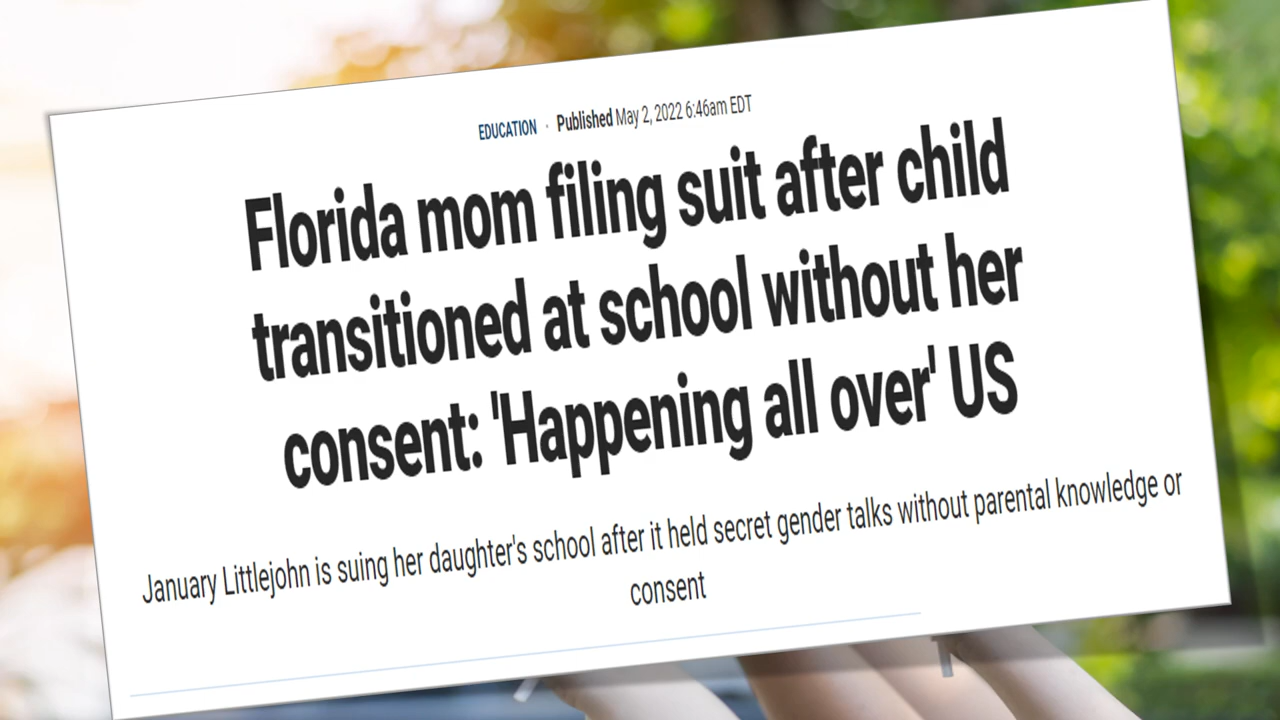 EDUCATION · Published May 2, 2022 6:46am EDT
Florida mom filing suit after child
transitioned at school without her
consent: 'Happening all over' US
January Littlejohn is suing her daughter's school after it held secret gender talks without parental knowledge or
consent